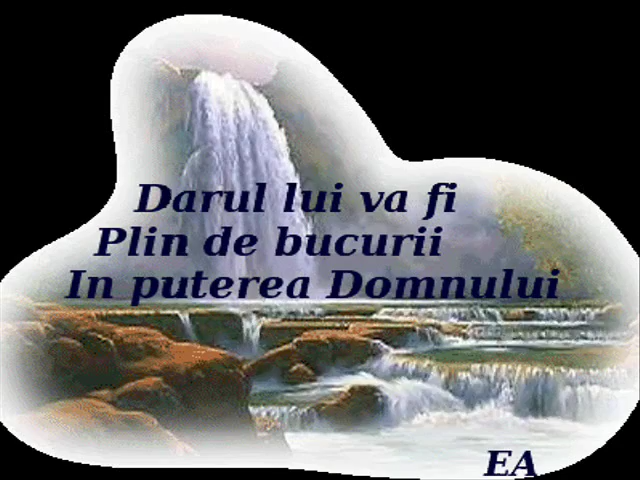 Darul lui va fi
Plin de bucurii
In puterea Domnului
EA